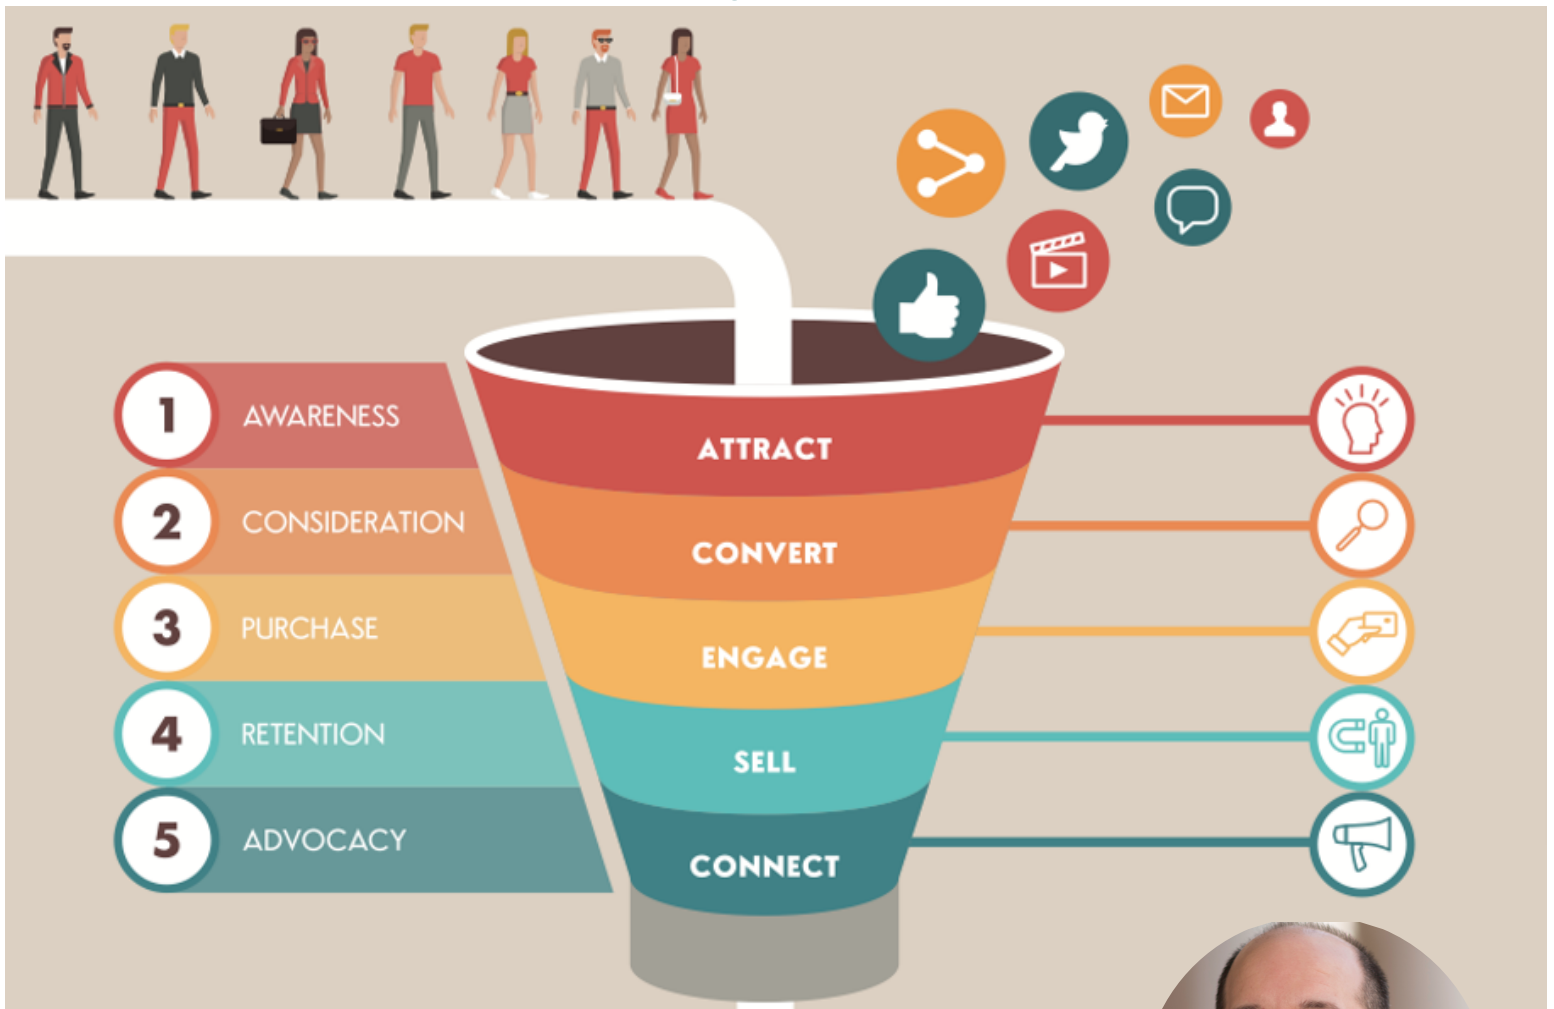 1 AWARENESS
ATTRACT
2 CONSIDERATION
CONVERT
3 PURCHASE
ENGAGE
4 RETENTION
SELL
5 ADVOCACY
CONNECT